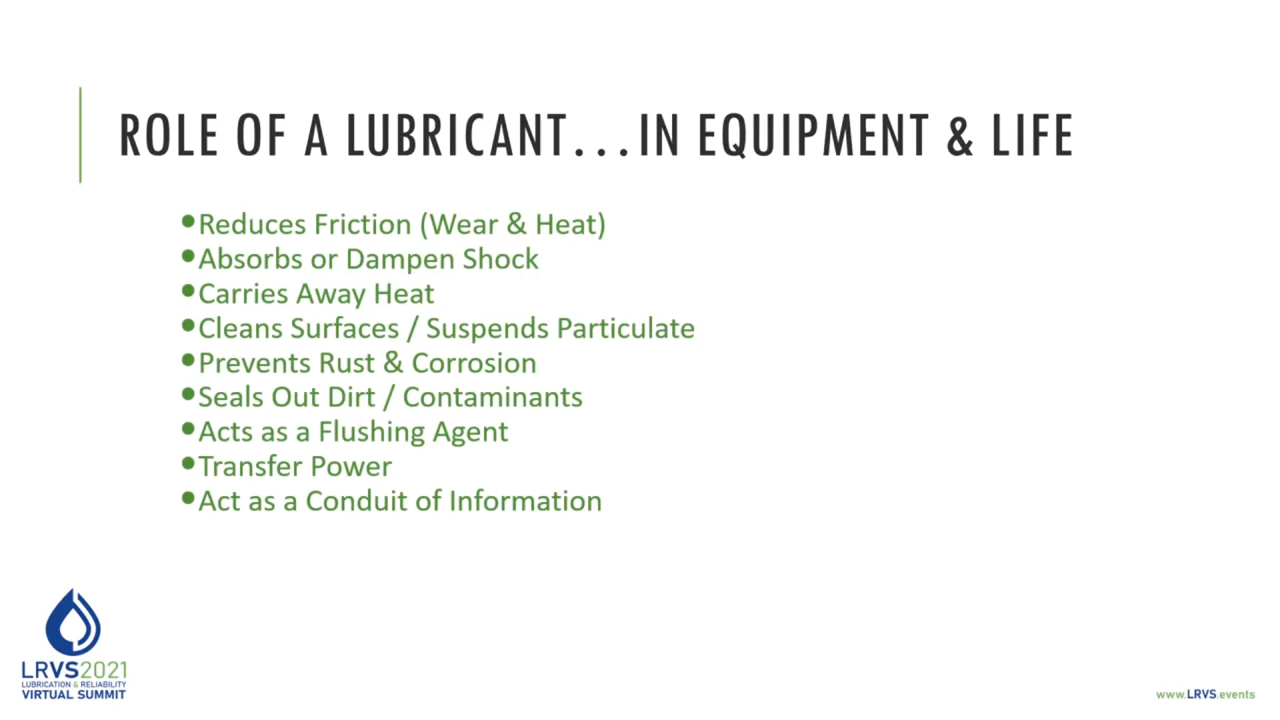 ROLE OF A LUBRICANT...IN EQUIPMENT & LIFE
•Reduces Friction (Wear & Heat)
•Absorbs or Dampen Shock
•Carries Away Heat
•Cleans Surfaces / Suspends Particulate
•Prevents Rust & Corrosion
•Seals Out Dirt / Contaminants
•Acts as a Flushing Agent
•Transfer Power
•Act as a Conduit of Information
LRVS2021
LUBRICATION & RELIABILITY
VIRTUAL SUMMIT
www.LRVS.events